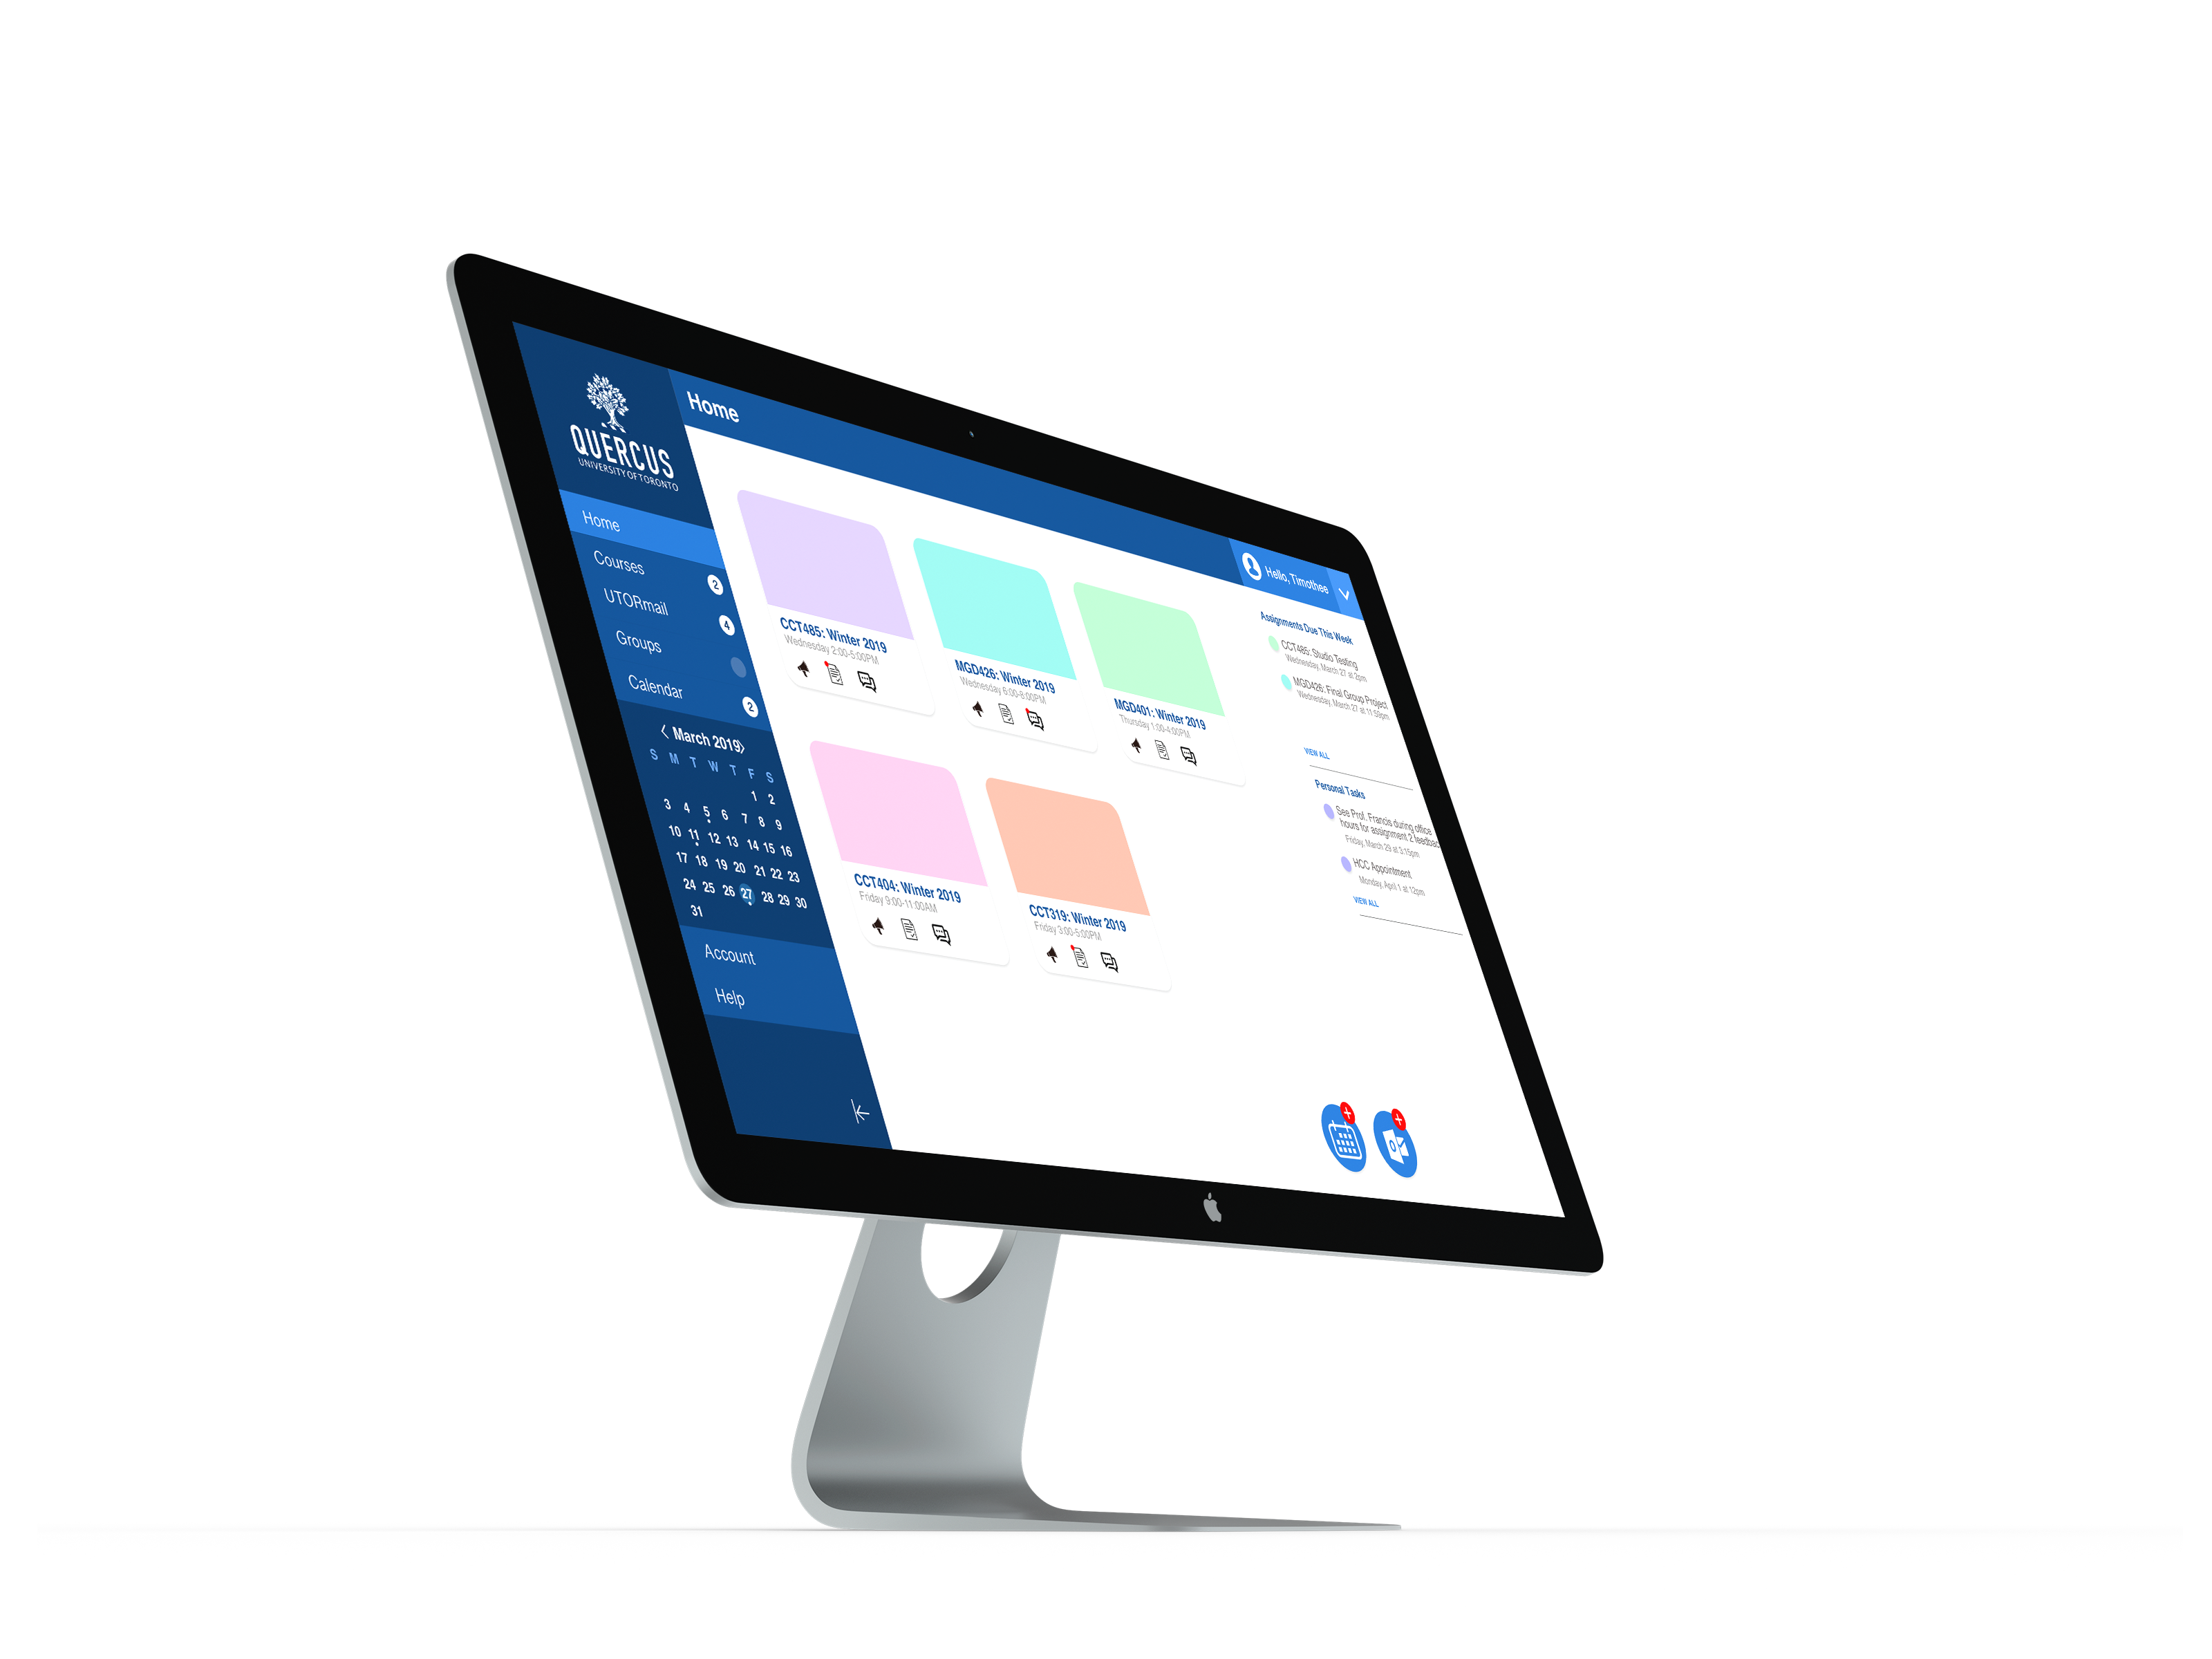 QUERCUS
UNIVERSITY OF TORONTO
Home
Courses
2
UTORmail
4
Groups
Calendar
2
March 2019
S M T W T F S
1 2
3 4 5 6 7 8 9
10 11 12 13 14 15 16
17 18 19 20 21 22 23
24 25 26 27 28 29 30
31
Account
Help
Home
Hello, Timothee
CCT485: Winter 2019
Wednesday 2:00-5:00PM
MGD426: Winter 2019
Wednesday 6:00-8:00PM
MGD401: Winter 2019
Thursday 1:00-4:00PM
CCT404: Winter 2019
Friday 9:00-11:00AM
CCT319: Winter 2019
Friday 3:00-5:00PM
Assignments Due This Week
CCT485: Studio Testing
Wednesday, March 27 at 2pm
MGD426: Final Group Project
Wednesday, March 27 at 11:59pm
VIEW ALL
Personal Tasks
See Prof. Francis during office
hours for assignment 2 feedbac
Friday, March 29 at 3:15pm
HCC Appointment
Monday, April 1 at 12pm
VIEW ALL